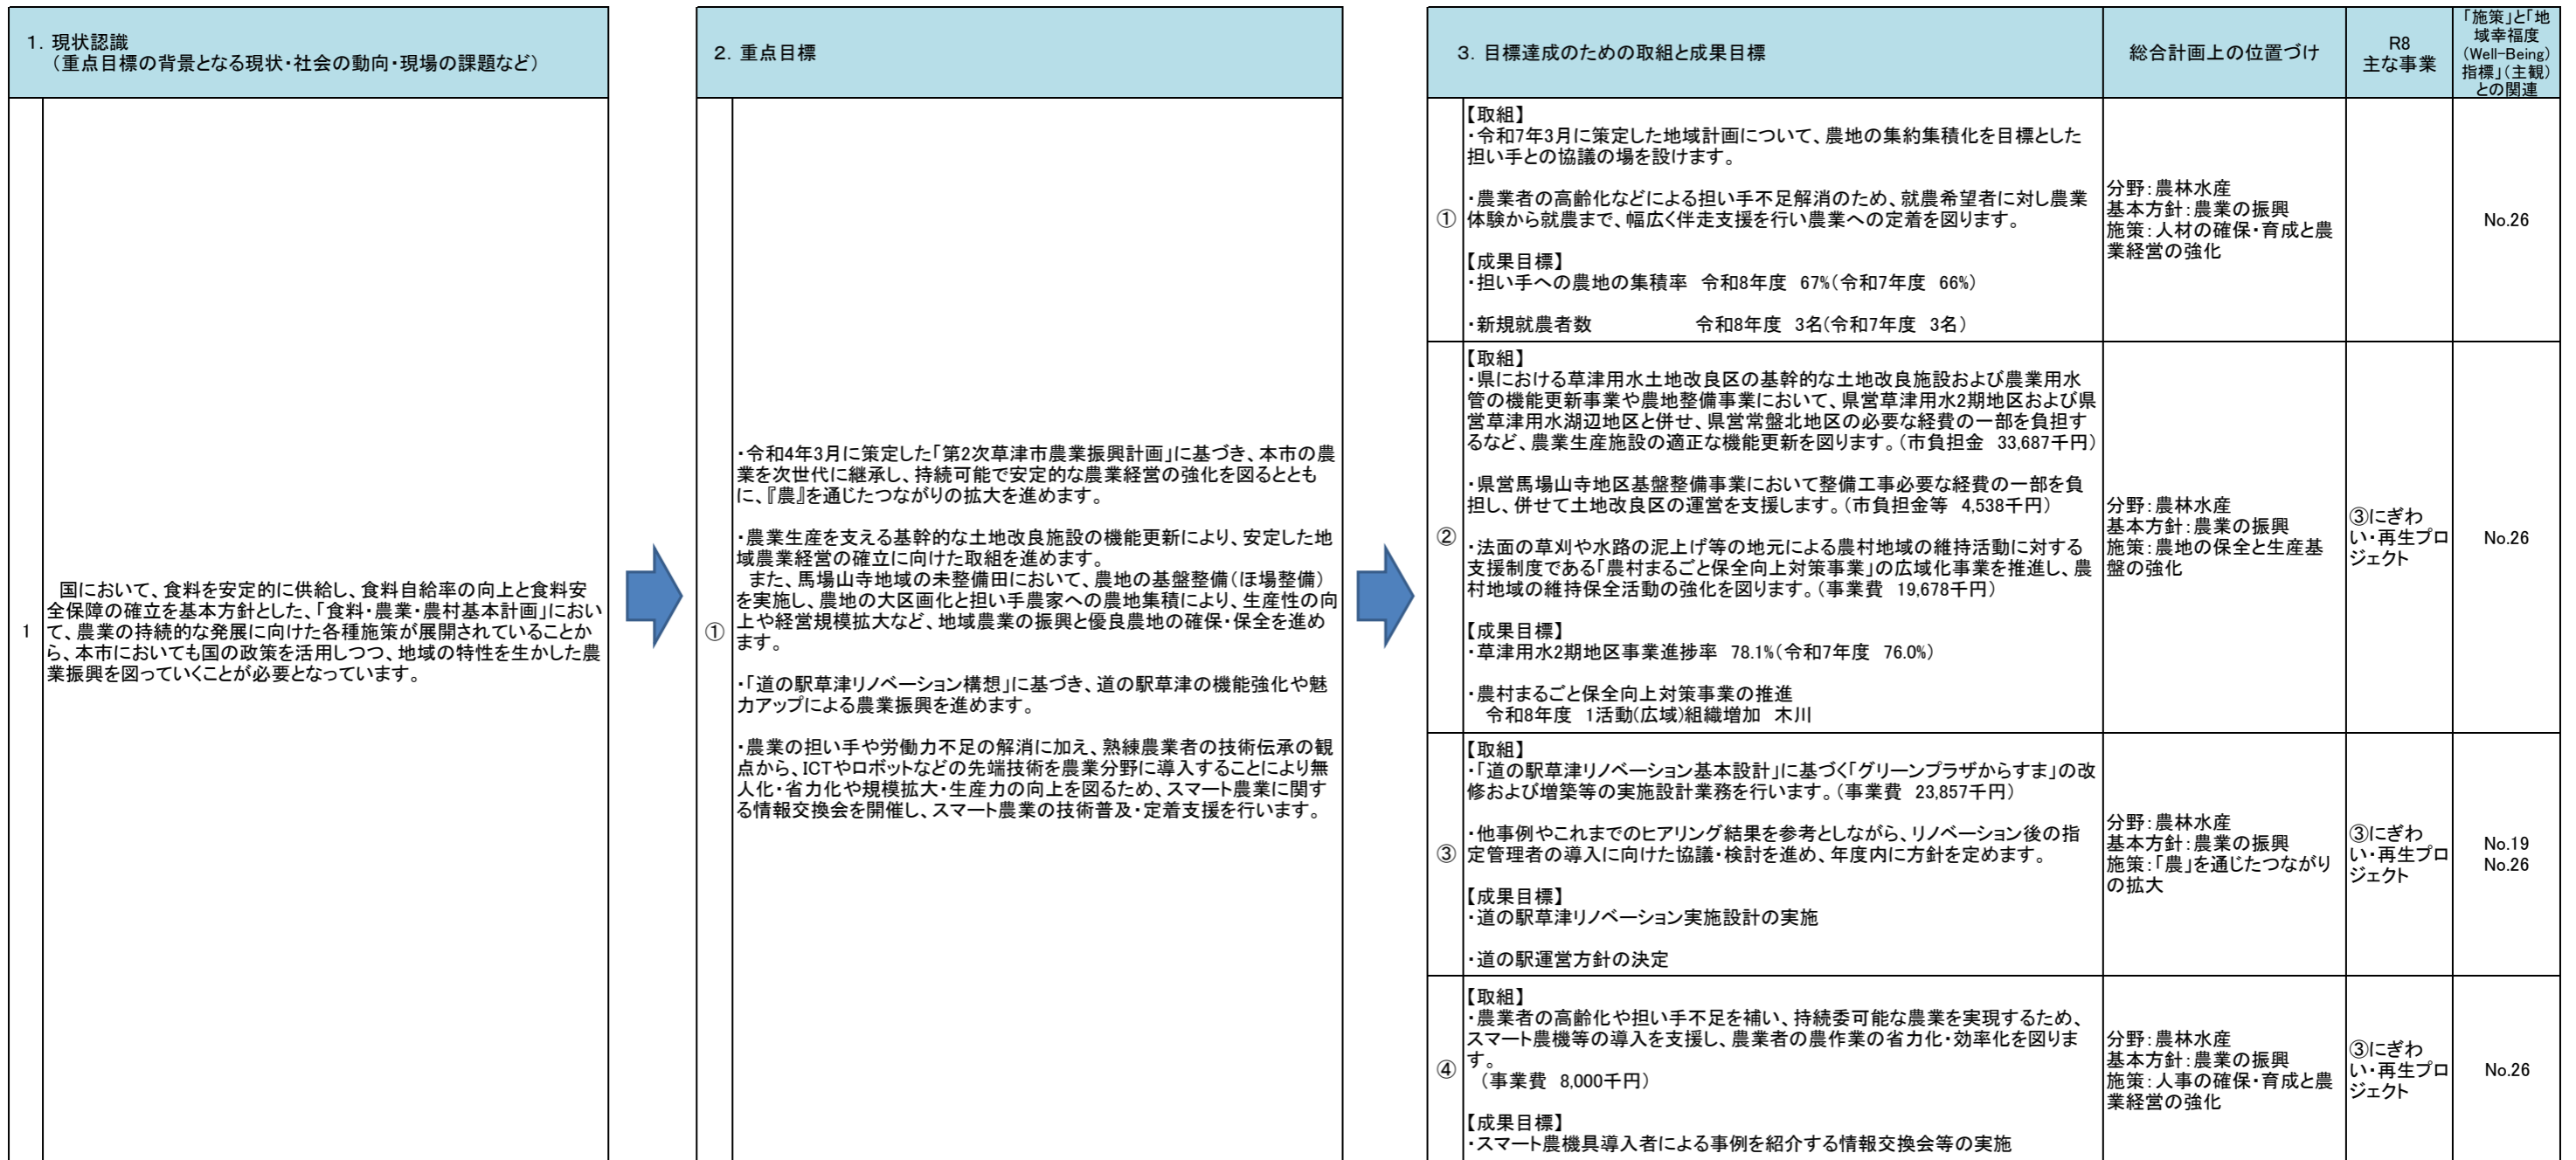 1．現状認識
（重点目標の背景となる現状・社会の動向・現場の課題など）
1
国において、食料を安定的に供給し、食料自給率の向上と食料安
全保障の確立を基本方針とした、「食料・農業・農村基本計画」におい
て、農業の持続的な発展に向けた各種施策が展開されていることか
ら、本市においても国の政策を活用しつつ、地域の特性を生かした農
業振興を図っていくことが必要となっています。
2．重点目標
①
・令和4年3月に策定した「第2次草津市農業振興計画」に基づき、本市の農
業を次世代に継承し、持続可能で安定的な農業経営の強化を図るととも
に、『農』を通じたつながりの拡大を進めます。
・農業生産を支える基幹的な土地改良施設の機能更新により、安定した地
域農業経営の確立に向けた取組を進めます。
また、馬場山寺地域の未整備田において、農地の基盤整備（ほ場整備）
を実施し、農地の大区画化と担い手農家への農地集積により、生産性の向
上や経営規模拡大など、地域農業の振興と優良農地の確保・保全を進め
ます。
・「道の駅草津リノベーション構想」に基づき、道の駅草津の機能強化や魅
力アップによる農業振興を進めます。
・農業の担い手や労働力不足の解消に加え、熟練農業者の技術伝承の観
点から、ICTやロボットなどの先端技術を農業分野に導入することにより無
人化・省力化や規模拡大・生産力の向上を図るため、スマート農業に関す
る情報交換会を開催し、スマート農業の技術普及・定着支援を行います。
3．目標達成のための取組と成果目標
総合計画上の位置づけ
R8
主な事業
「施策」と「地
域幸福度
（Well-Being）
指標」（主観）
との関連
①
【取組】
・令和7年3月に策定した地域計画について、農地の集約集積化を目標とした
担い手との協議の場を設けます。
・農業者の高齢化などによる担い手不足解消のため、就農希望者に対し農業
体験から就農まで、幅広く伴走支援を行い農業への定着を図ります。
【成果目標】
・担い手への農地の集積率 令和8年度 67%（令和7年度 66%）
・新規就農者数 令和8年度 3名（令和7年度 3名）
分野：農林水産
基本方針：農業の振興
施策：人材の確保・育成と農
業経営の強化
No.26
②
【取組】
・県における草津用水土地改良区の基幹的な土地改良施設および農業用水
管の機能更新事業や農地整備事業において、県営草津用水2期地区および県
営草津用水湖辺地区と併せ、県営常盤北地区の必要な経費の一部を負担す
るなど、農業生産施設の適正な機能更新を図ります。（市負担金 33,687千円）
・県営馬場山寺地区基盤整備事業において整備工事必要な経費の一部を負
担し、併せて土地改良区の運営を支援します。（市負担金等 4,538千円）
・法面の草刈や水路の泥上げ等の地元による農村地域の維持活動に対する
支援制度である「農村まるごと保全向上対策事業」の広域化事業を推進し、農
村地域の維持保全活動の強化を図ります。（事業費 19,678千円）
【成果目標】
・草津用水2期地区事業進捗率 78.1%（令和7年度 76.0%）
・農村まるごと保全向上対策事業の推進
令和8年度 1活動(広域)組織増加 木川
分野：農林水産
基本方針：農業の振興
施策：農地の保全と生産基
盤の強化
③にぎわ
い・再生プロ
ジェクト
No.26
③
【取組】
・「道の駅草津リノベーション基本設計」に基づく「グリーンプラザからすま」の改
修および増築等の実施設計業務を行います。（事業費 23,857千円）
・他事例やこれまでのヒアリング結果を参考としながら、リノベーション後の指
定管理者の導入に向けた協議・検討を進め、年度内に方針を定めます。
【成果目標】
・道の駅草津リノベーション実施設計の実施
・道の駅運営方針の決定
分野：農林水産
基本方針：農業の振興
施策：「農」を通じたつながり
の拡大
③にぎわ
い・再生プロ
ジェクト
No.19
No.26
④
【取組】
・農業者の高齢化や担い手不足を補い、持続委可能な農業を実現するため、
スマート農機等の導入を支援し、農業者の農作業の省力化・効率化を図りま
す。
（事業費 8,000千円）
【成果目標】
・スマート農機具導入者による事例を紹介する情報交換会等の実施
分野：農林水産
基本方針：農業の振興
施策：人事の確保・育成と農
業経営の強化
③にぎわ
い・再生プロ
ジェクト
No.26